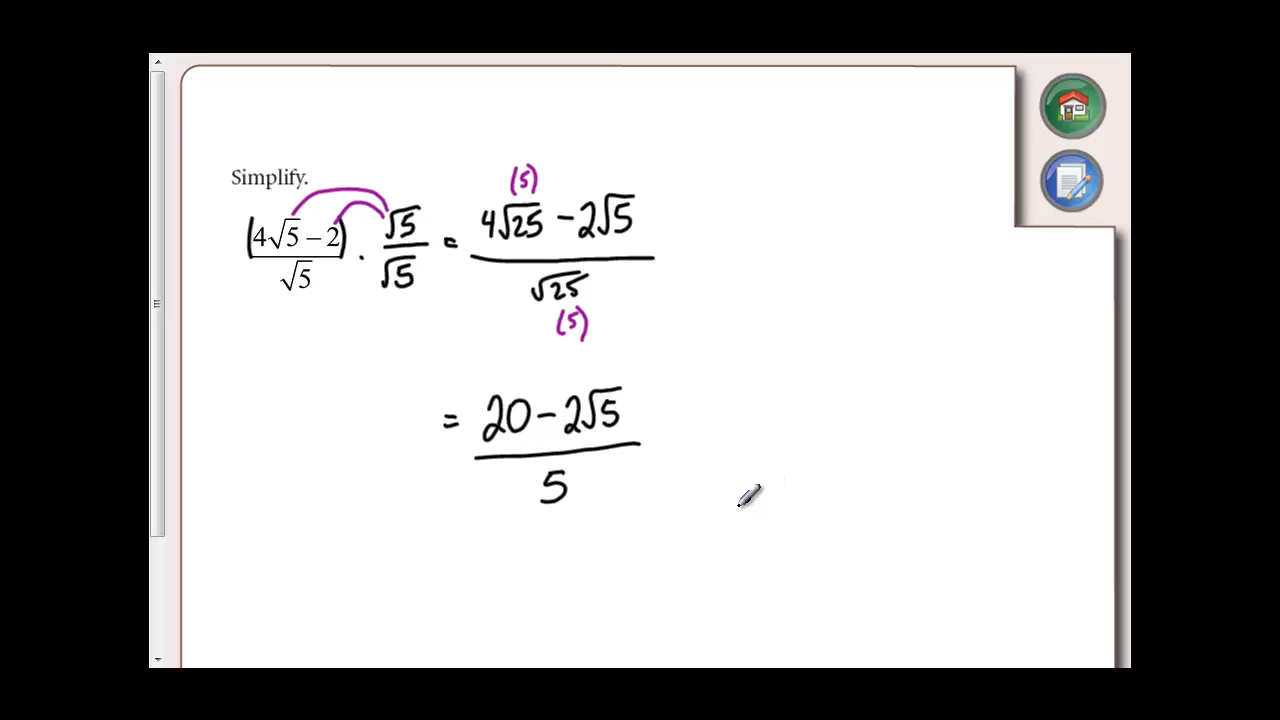 Simplify.
(4√5 − 2)/√5 · √5/√5 = (4√25 (5) − 2√5)/√25 (5)
= (20 − 2√5)/5